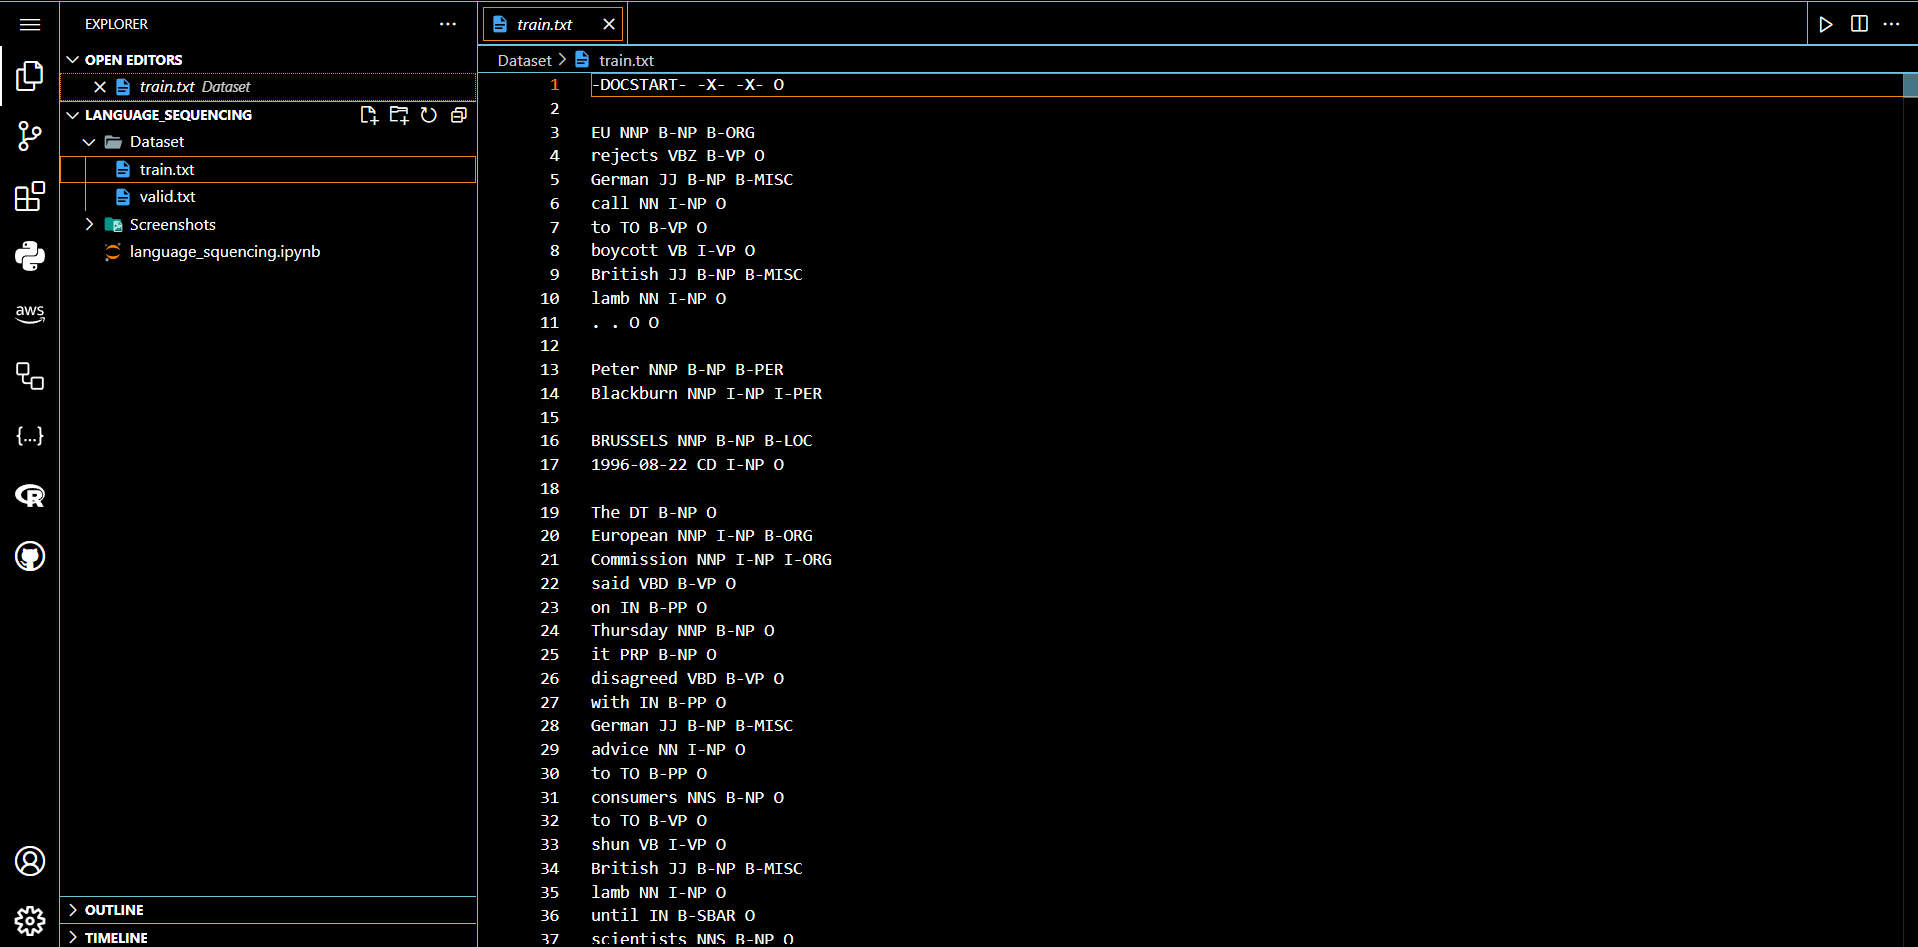 EXPLORER
OPEN EDITORS
train.txt Dataset
LANGUAGE_SEQUENCING
Dataset
train.txt
valid.txt
Screenshots
language_squencing.ipynb
aws
{...}
R
OUTLINE
TIMELINE
train.txt
Dataset > train.txt
1 -DOCSTART- -X- -X- O
2
3 EU NNP B-NP B-ORG
4 rejects VBZ B-VP O
5 German JJ B-NP B-MISC
6 call NN I-NP O
7 to TO B-VP O
8 boycott VB I-VP O
9 British JJ B-NP B-MISC
10 lamb NN I-NP O
11 . . O O
12
13 Peter NNP B-NP B-PER
14 Blackburn NNP I-NP I-PER
15
16 BRUSSELS NNP B-NP B-LOC
17 1996-08-22 CD I-NP O
18
19 The DT B-NP O
20 European NNP I-NP B-ORG
21 Commission NNP I-NP I-ORG
22 said VBD B-VP O
23 on IN B-PP O
24 Thursday NNP B-NP O
25 it PRP B-NP O
26 disagreed VBD B-VP O
27 with IN B-PP O
28 German JJ B-NP B-MISC
29 advice NN I-NP O
30 to TO B-PP O
31 consumers NNS B-NP O
32 to TO B-VP O
33 shun VB I-VP O
34 British JJ B-NP B-MISC
35 lamb NN I-NP O
36 until IN B-SBAR O
37 scientists NNS B-NP O